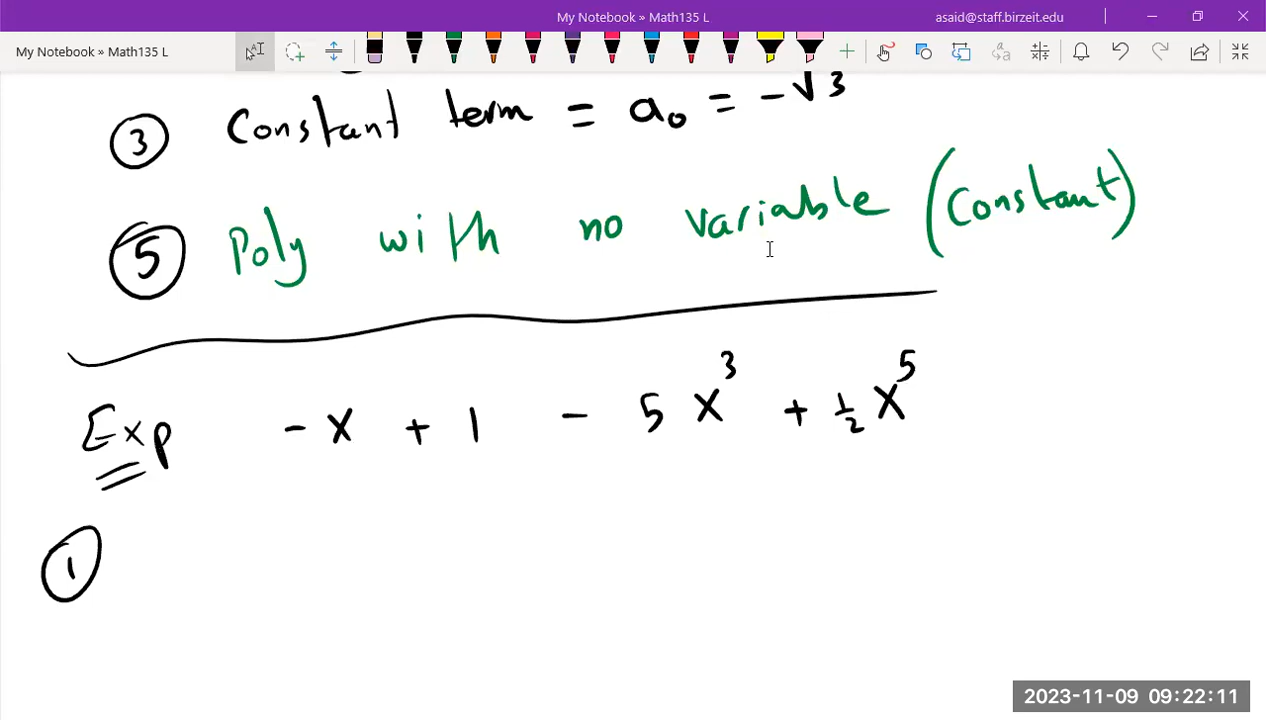 My Notebook » Math135 L
asaid@staff.birzeit.edu
My Notebook » Math135 L
③ Constant term = a₀ = -√3
⑤ Poly with no variable (Constant)
Exp -x + 1 - 5x³ + ½x⁵
①
2023-11-09 09:22:11